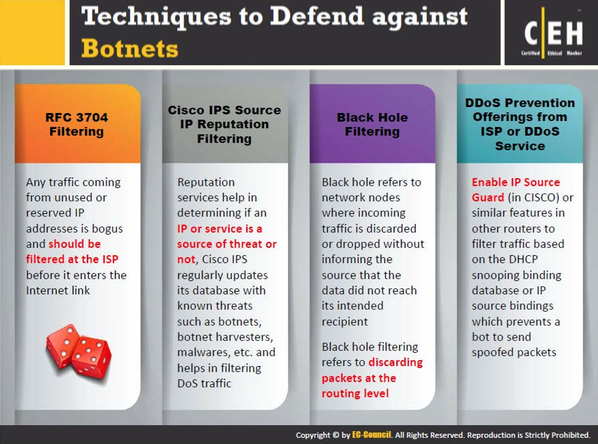 Techniques to Defend against
Botnets
C EH
Certified Ethical Hacker
RFC 3704
Filtering
Any traffic coming
from unused or
reserved IP
addresses is bogus
and should be
filtered at the ISP
before it enters the
Internet link
Cisco IPS Source
IP Reputation
Filtering
Reputation
services help in
determining if an
IP or service is a
source of threat or
not, Cisco IPS
regularly updates
its database with
known threats
such as botnets,
botnet harvesters,
malwares, etc. and
helps in filtering
DoS traffic
Black Hole
Filtering
Black hole refers to
network nodes
where incoming
traffic is discarded
or dropped without
informing the
source that the
data did not reach
its intended
recipient
Black hole filtering
refers to discarding
packets at the
routing level
DDoS Prevention
Offerings from
ISP or DDoS
Service
Enable IP Source
Guard (in CISCO) or
similar features in
other routers to
filter traffic based
on the DHCP
snooping binding
database or IP
source bindings
which prevents a
bot to send
spoofed packets
Copyright © by EC-Council. All Rights Reserved. Reproduction is Strictly Prohibited.